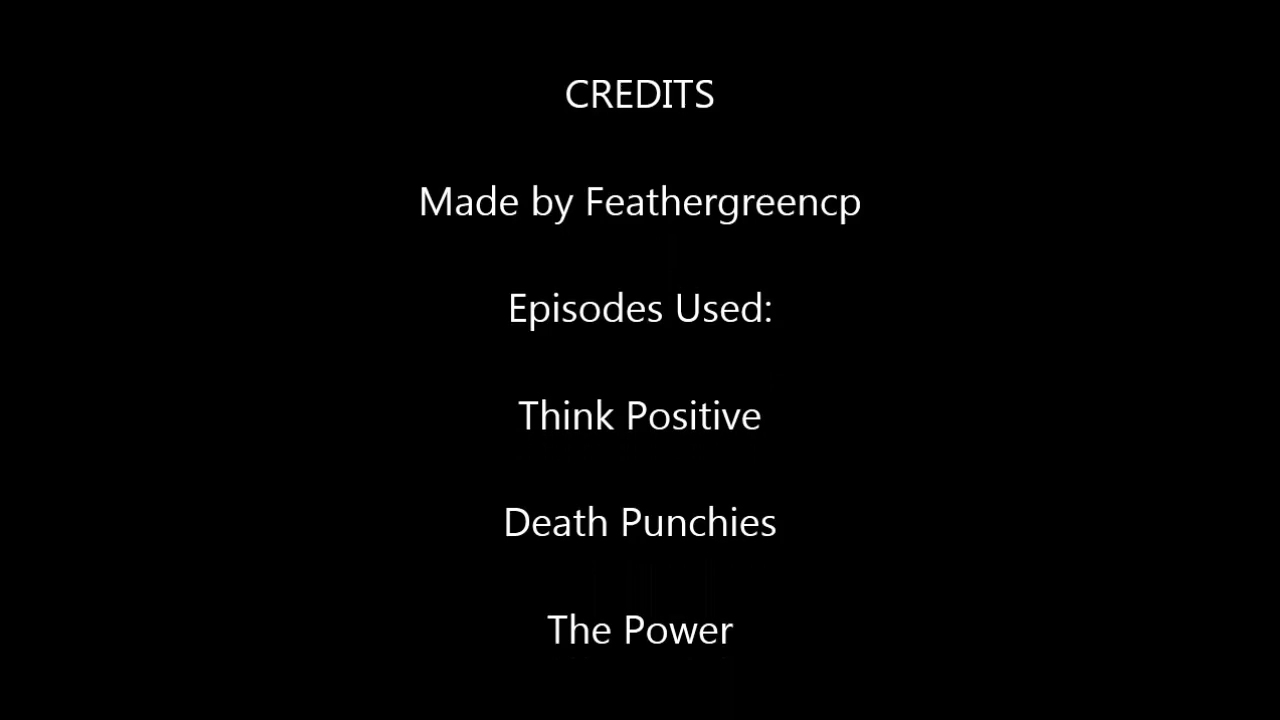 CREDITS
Made by Feathergreencp
Episodes Used:
Think Positive
Death Punchies
The Power